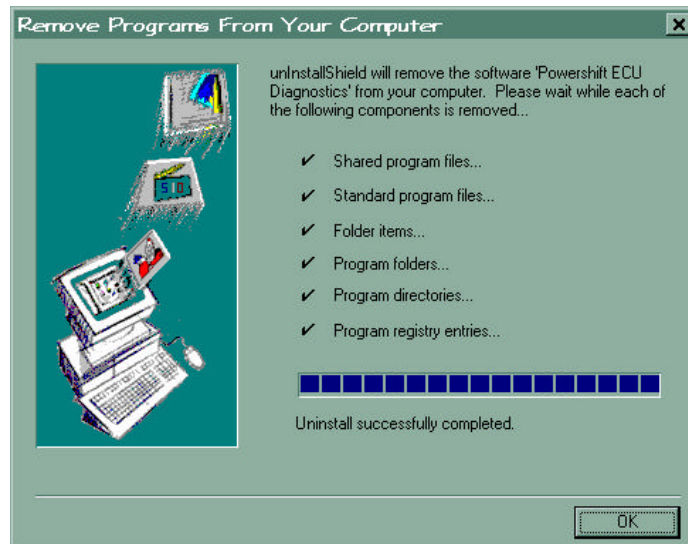 Remove Programs From Your Computer
unInstallShield will remove the software 'Powershift ECU
Diagnostics' from your computer.  Please wait while each of
the following components is removed...
Shared program files...
Standard program files...
Folder items...
Program folders...
Program directories...
Program registry entries...
Uninstall successfully completed.
OK